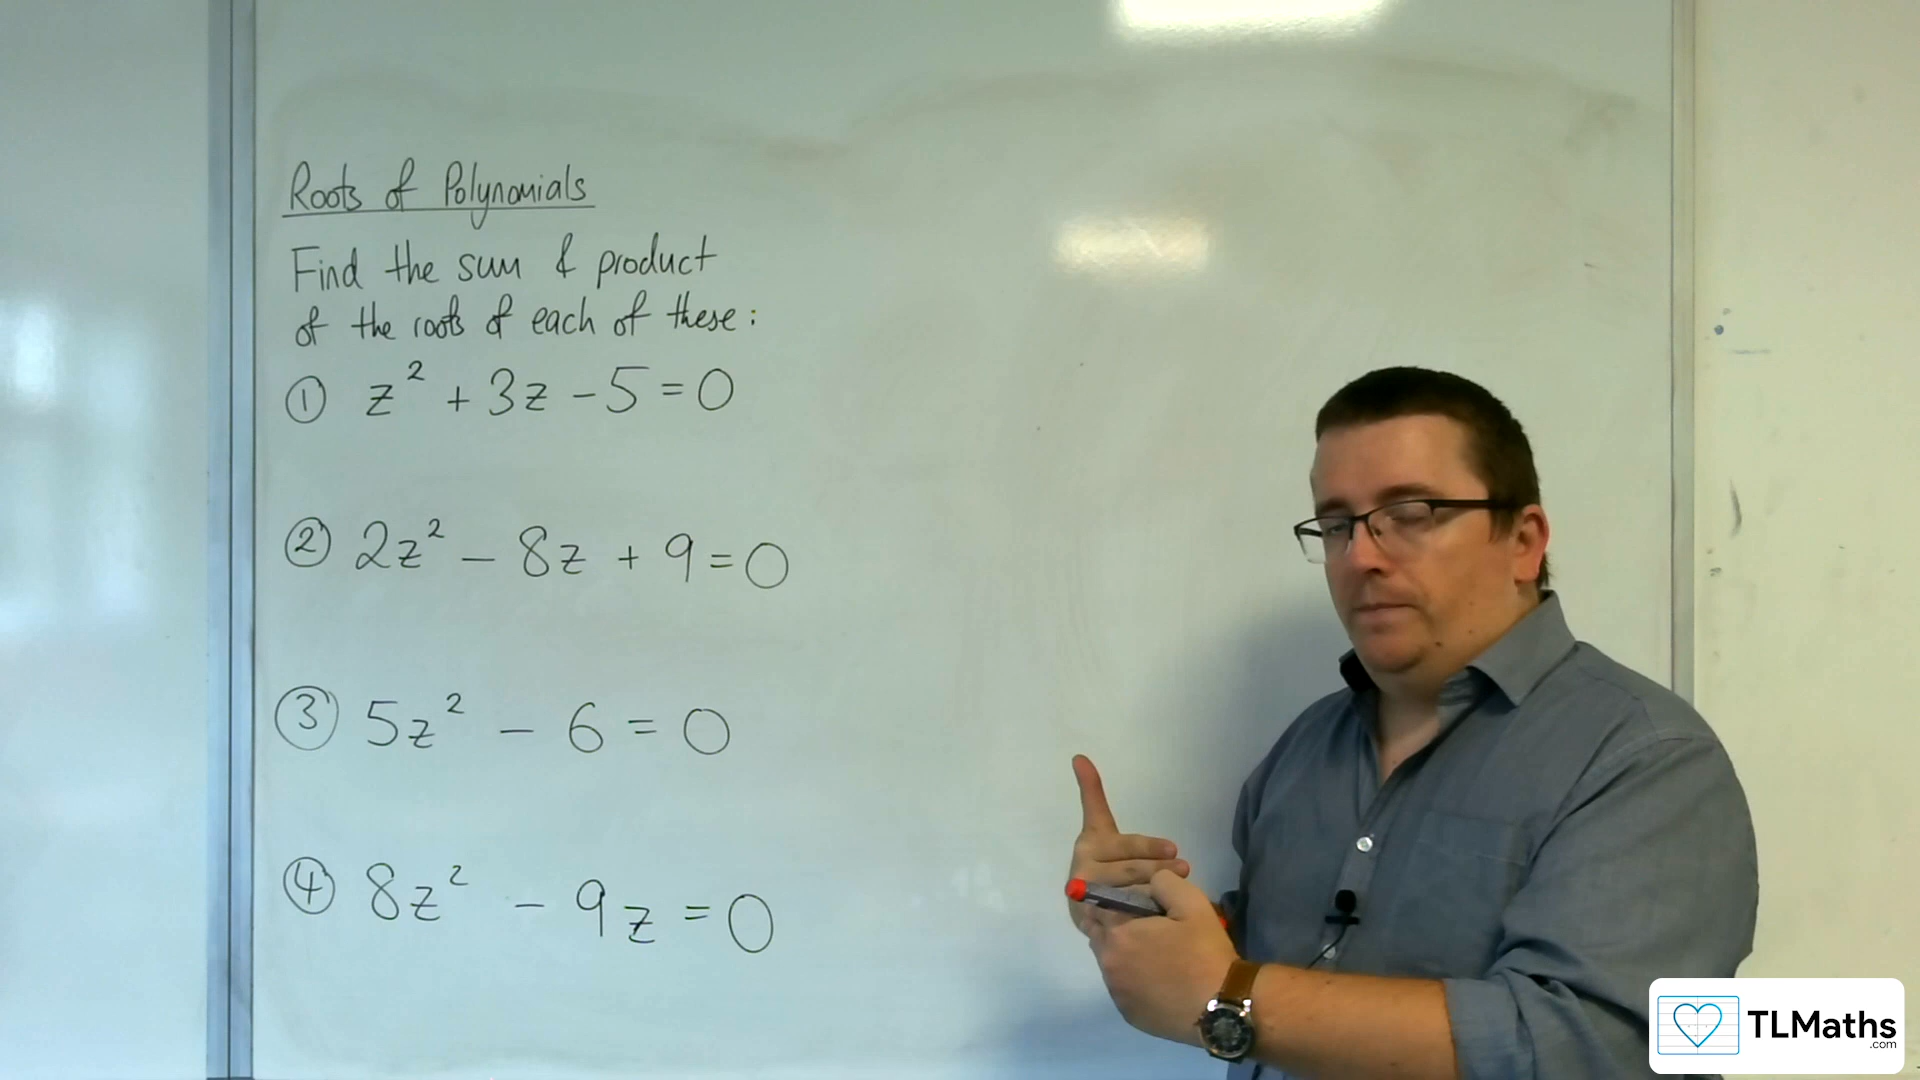 Roots of Polynomials
Find the sum & product
of the roots of each of these:
① z² + 3z - 5 = 0
② 2z² - 8z + 9 = 0
③ 5z² - 6 = 0
④ 8z² - 9z = 0
TLMaths
.com